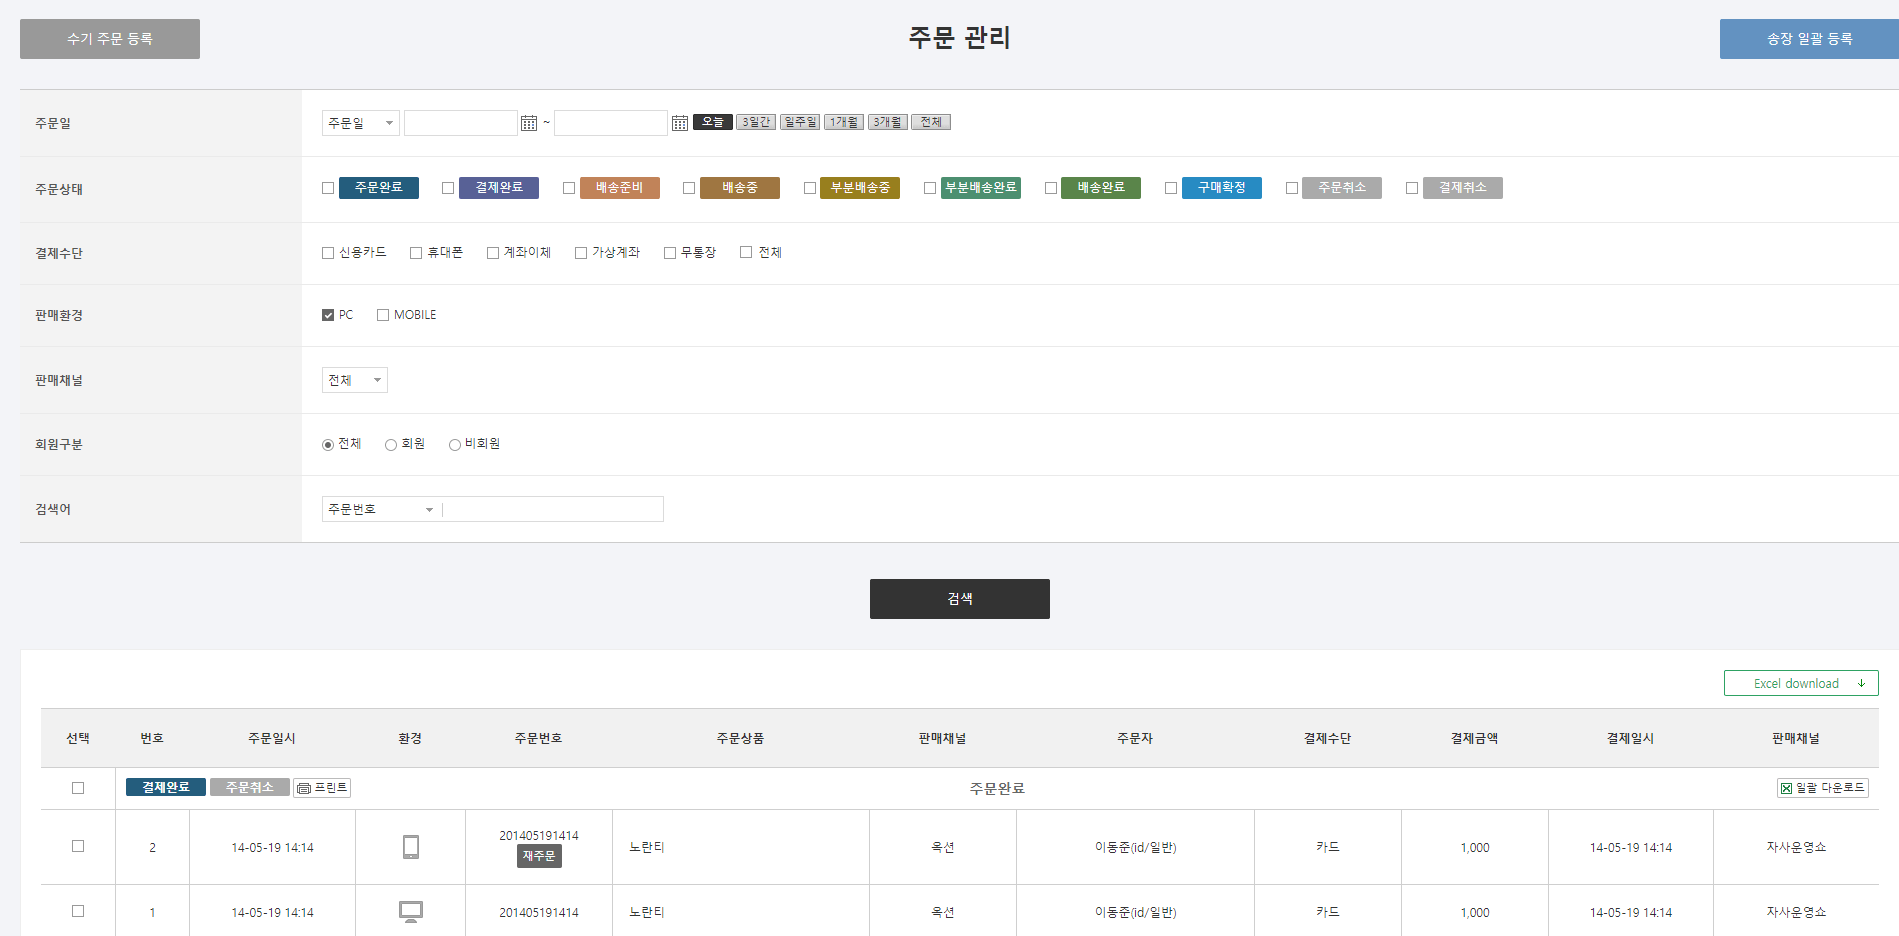 수기 주문 등록
주문 관리
송장 일괄 등록
주문일 주문일 ~ 오늘 3일간 일주일 1개월 3개월 전체
주문상태 주문완료 결제완료 배송준비 배송중 부분배송중 부분배송완료 배송완료 구매확정 주문취소 결제취소
결제수단 신용카드 휴대폰 계좌이체 가상계좌 무통장 전체
판매환경 PC MOBILE
판매채널 전체
회원구분 전체 회원 비회원
검색어 주문번호
검색
Excel download ↓
선택 번호 주문일시 환경 주문번호 주문상품 판매채널 주문자 결제수단 결제금액 결제일시 판매채널
결제완료 주문취소 프린트 주문완료 일괄 다운로드
2 14-05-19 14:14 201405191414 노란티 옥션 이동준(id/일반) 카드 1,000 14-05-19 14:14 자사운영쇼
재주문
1 14-05-19 14:14 201405191414 노란티 옥션 이동준(id/일반) 카드 1,000 14-05-19 14:14 자사운영쇼